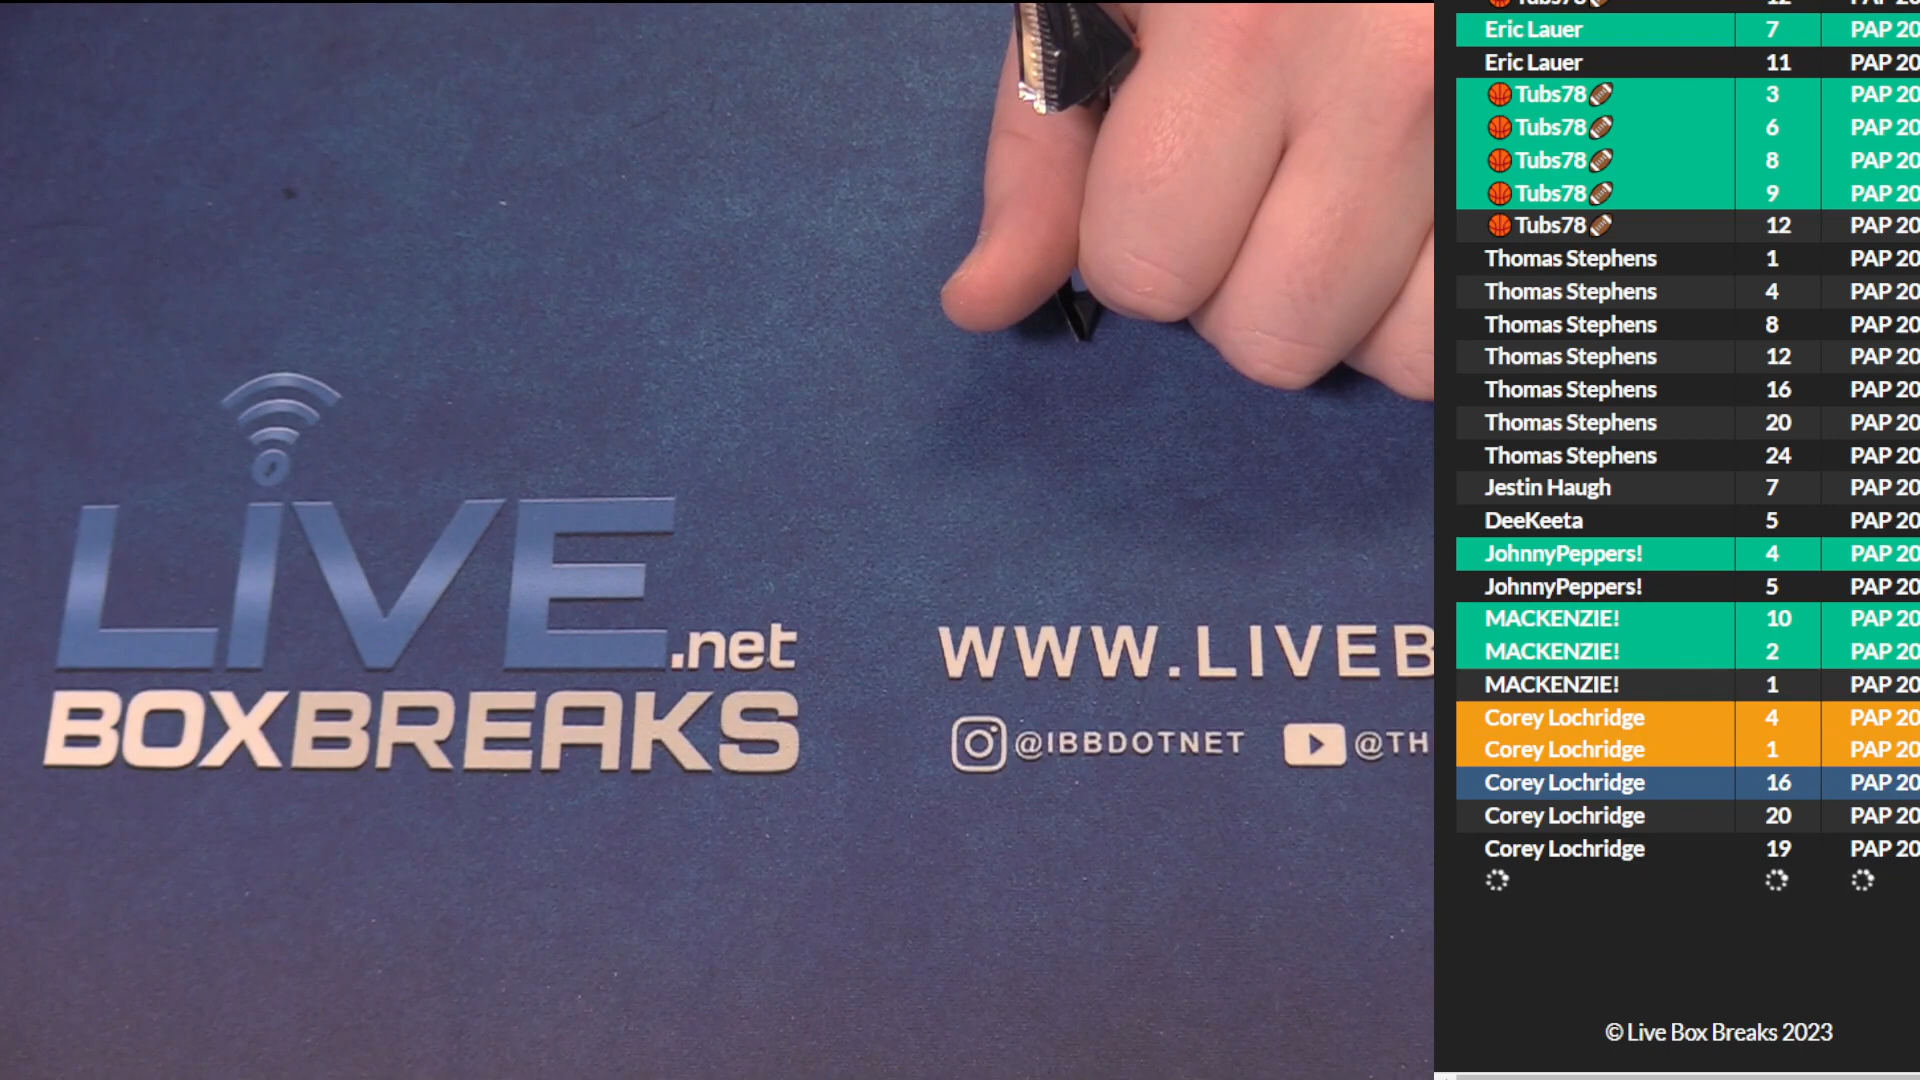 Tubs78 12
Eric Lauer 7 PAP 20
Eric Lauer 11 PAP 20
Tubs78 3 PAP 20
Tubs78 6 PAP 20
Tubs78 8 PAP 20
Tubs78 9 PAP 20
Tubs78 12 PAP 20
Thomas Stephens 1 PAP 20
Thomas Stephens 4 PAP 20
Thomas Stephens 8 PAP 20
Thomas Stephens 12 PAP 20
Thomas Stephens 16 PAP 20
Thomas Stephens 20 PAP 20
Thomas Stephens 24 PAP 20
Jestin Haugh 7 PAP 20
DeeKeeta 5 PAP 20
JohnnyPeppers! 4 PAP 20
JohnnyPeppers! 5 PAP 20
MACKENZIE! 10 PAP 20
MACKENZIE! 2 PAP 20
MACKENZIE! 1 PAP 20
Corey Lochridge 4 PAP 20
Corey Lochridge 1 PAP 20
Corey Lochridge 16 PAP 20
Corey Lochridge 20 PAP 20
Corey Lochridge 19 PAP 20
© Live Box Breaks 2023
LiVE.net
BOXBREAKS
WWW.LIVEB
@IBBDOTNET @TH